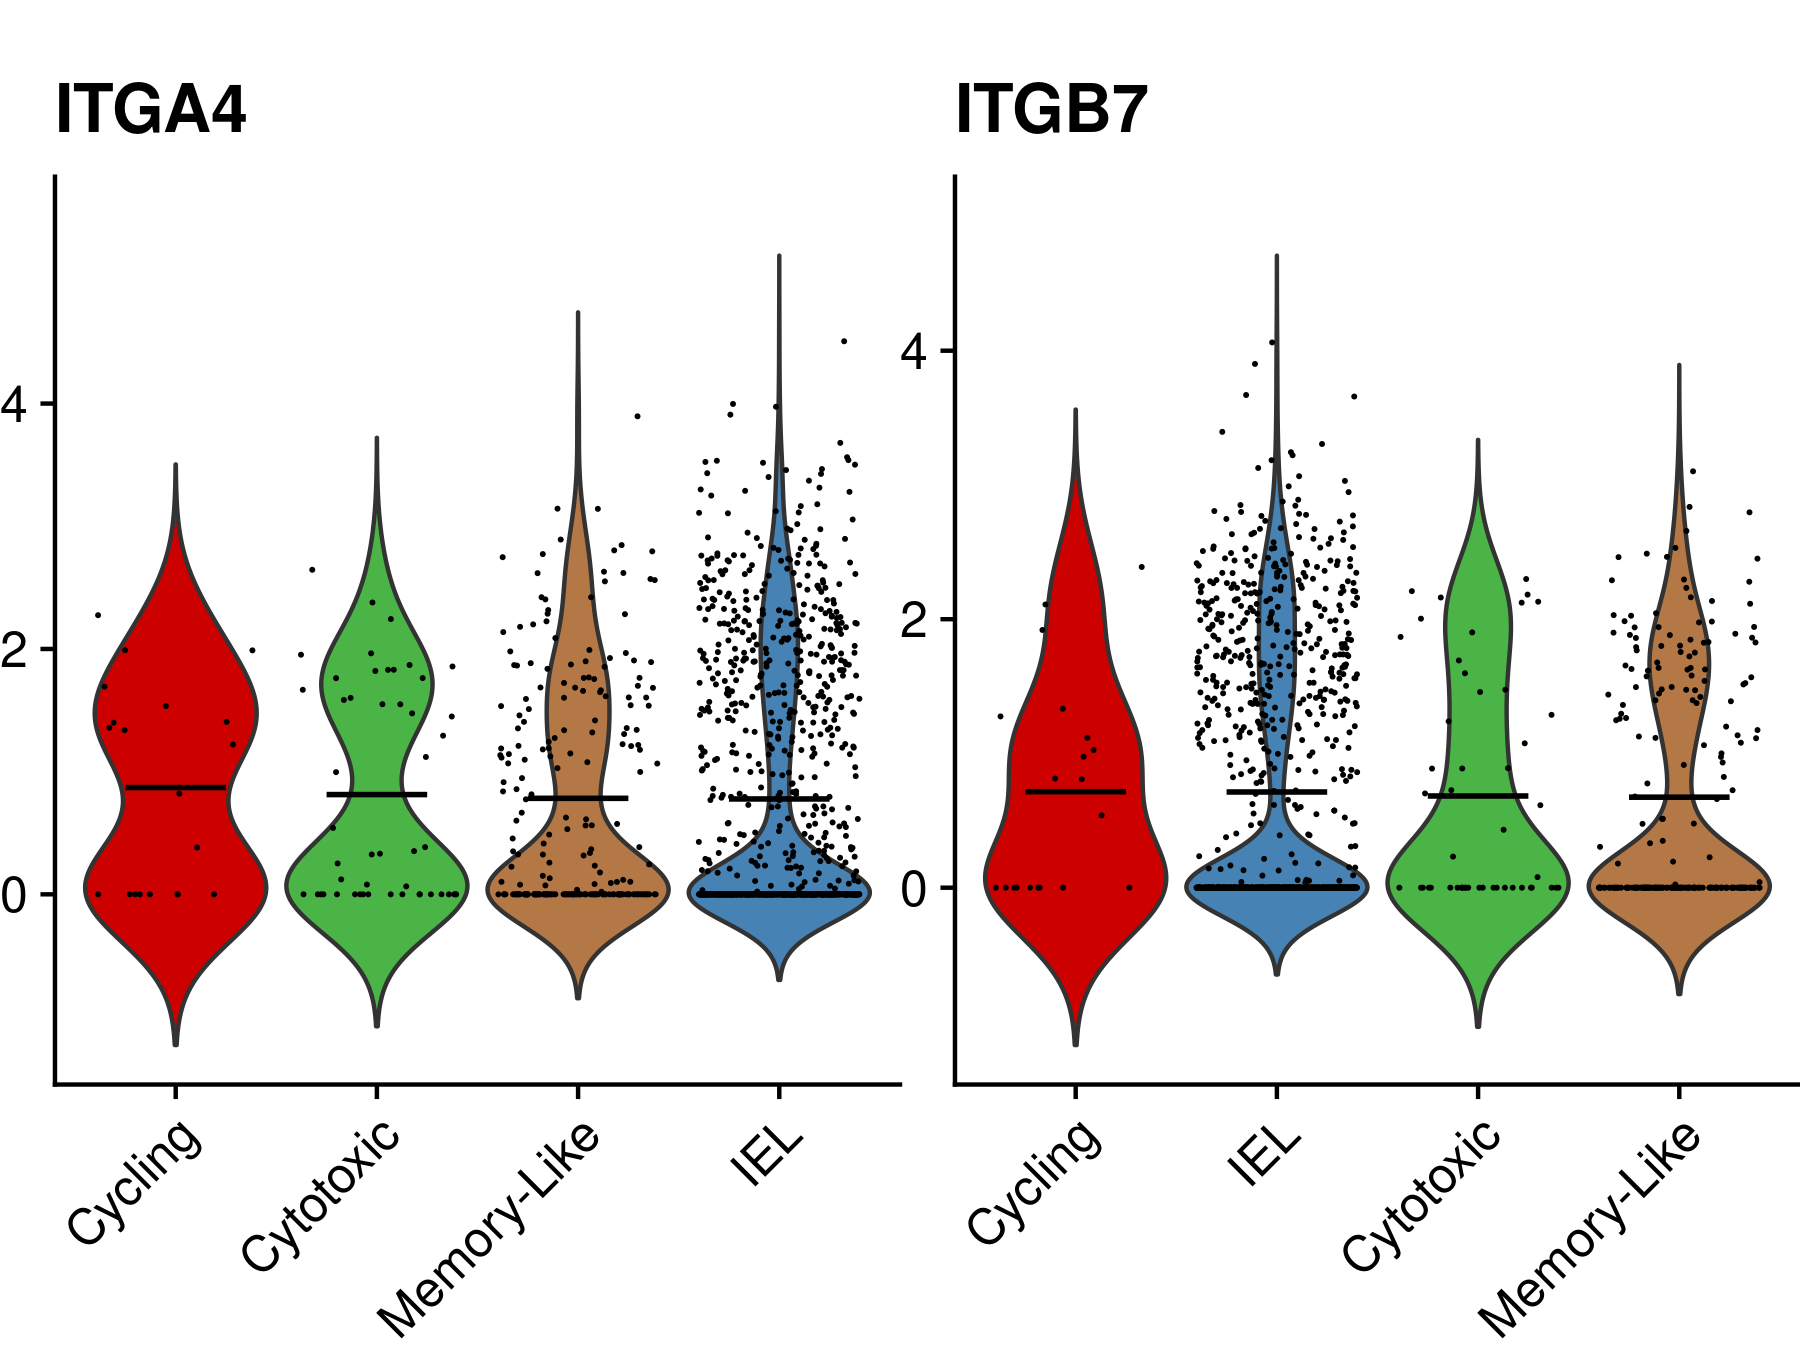 ITGA4
4
2
0
Cycling
Cytotoxic
Memory-Like
IEL
ITGB7
4
2
0
Cycling
IEL
Cytotoxic
Memory-Like